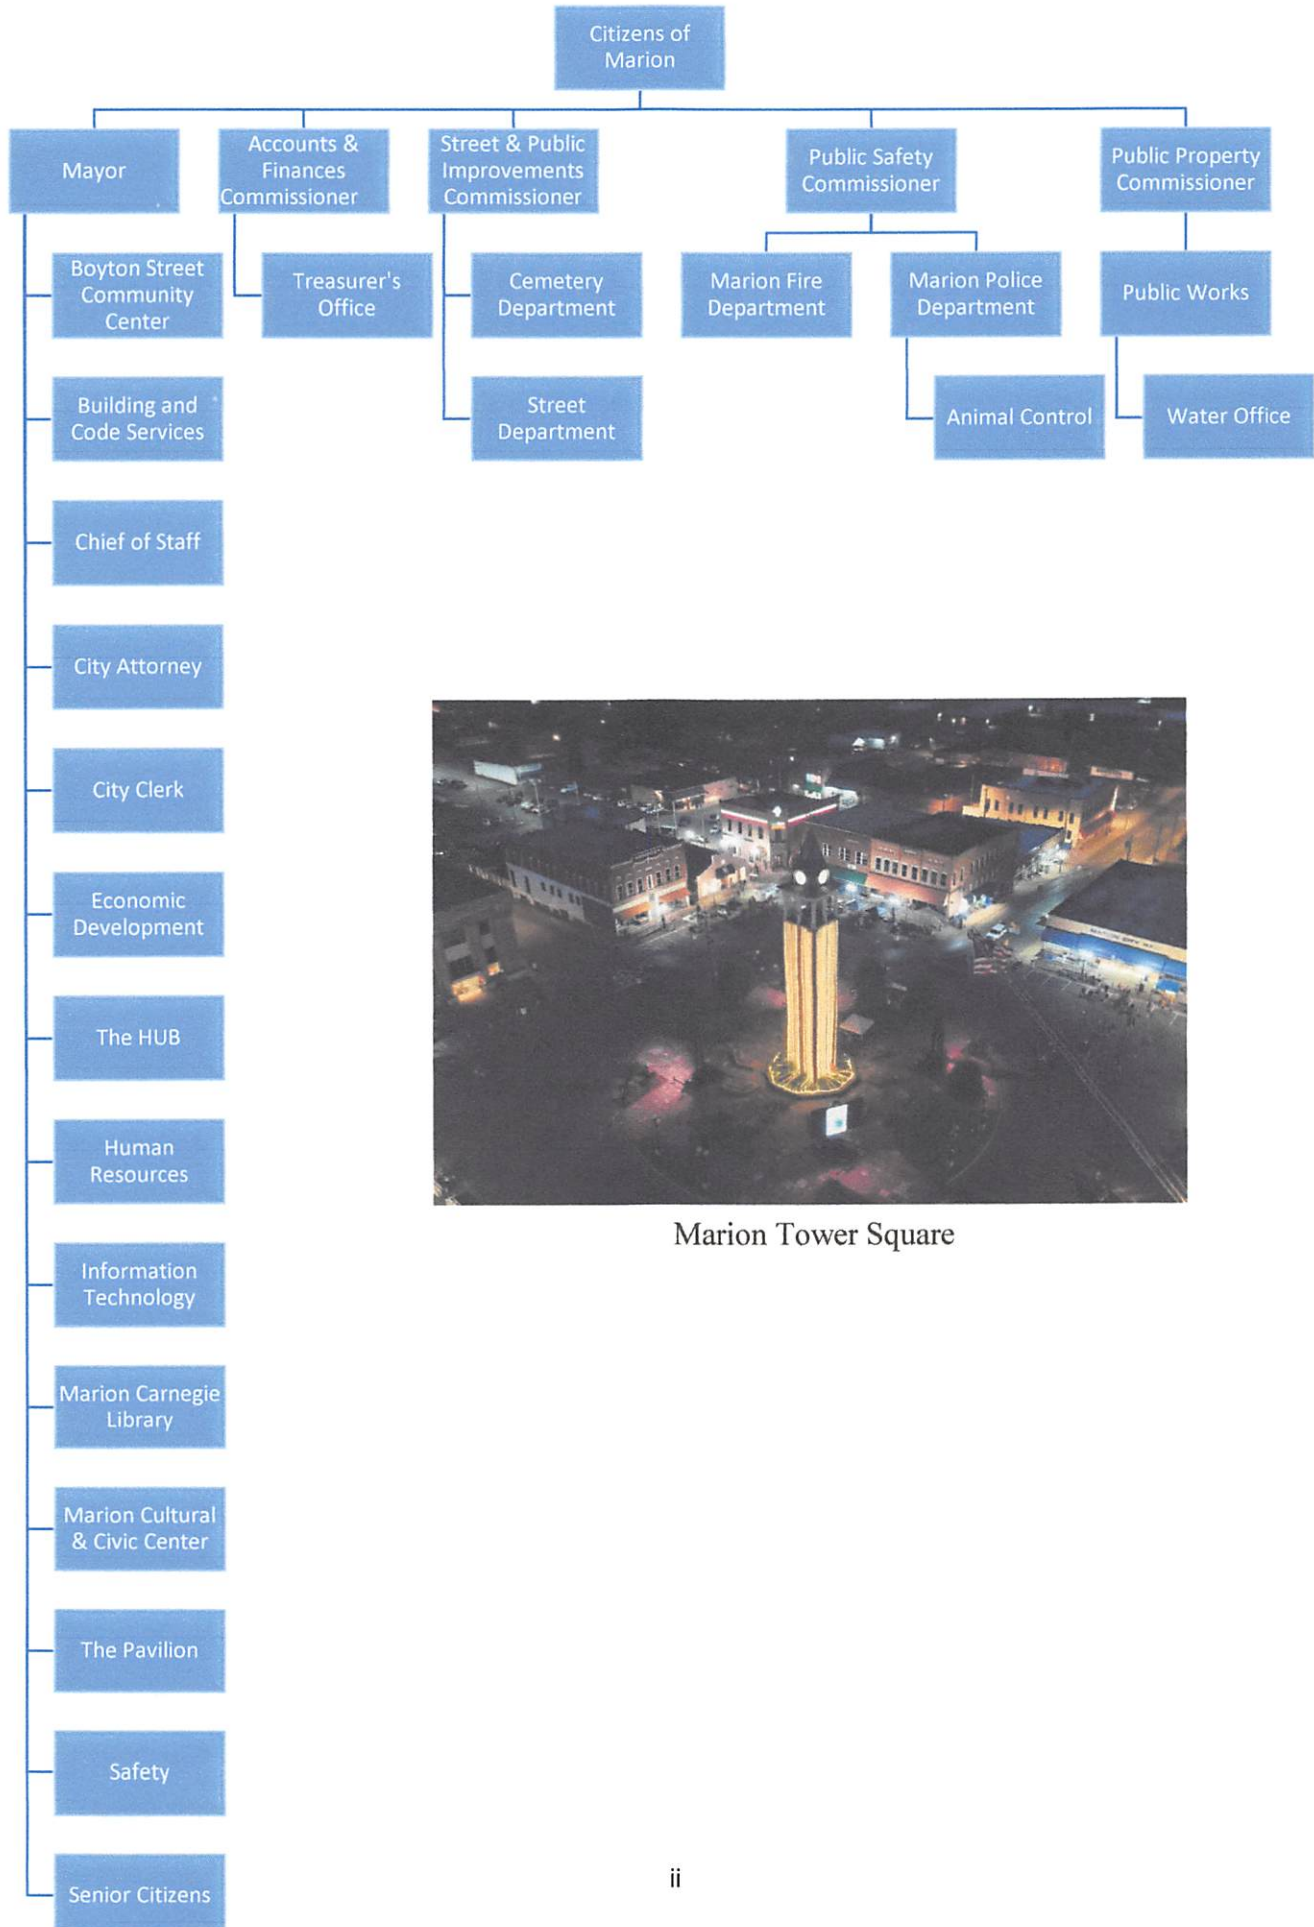 Citizens of
Marion
Mayor
Accounts &
Finances
Commissioner
Street & Public
Improvements
Commissioner
Public Safety
Commissioner
Public Property
Commissioner
Boyton Street
Community
Center
Treasurer's
Office
Cemetery
Department
Marion Fire
Department
Marion Police
Department
Public Works
Building and
Code Services
Street
Department
Animal Control
Water Office
Chief of Staff
City Attorney
City Clerk
Economic
Development
The HUB
Human
Resources
Marion Tower Square
Information
Technology
Marion Carnegie
Library
Marion Cultural
& Civic Center
The Pavilion
Safety
Senior Citizens
ii